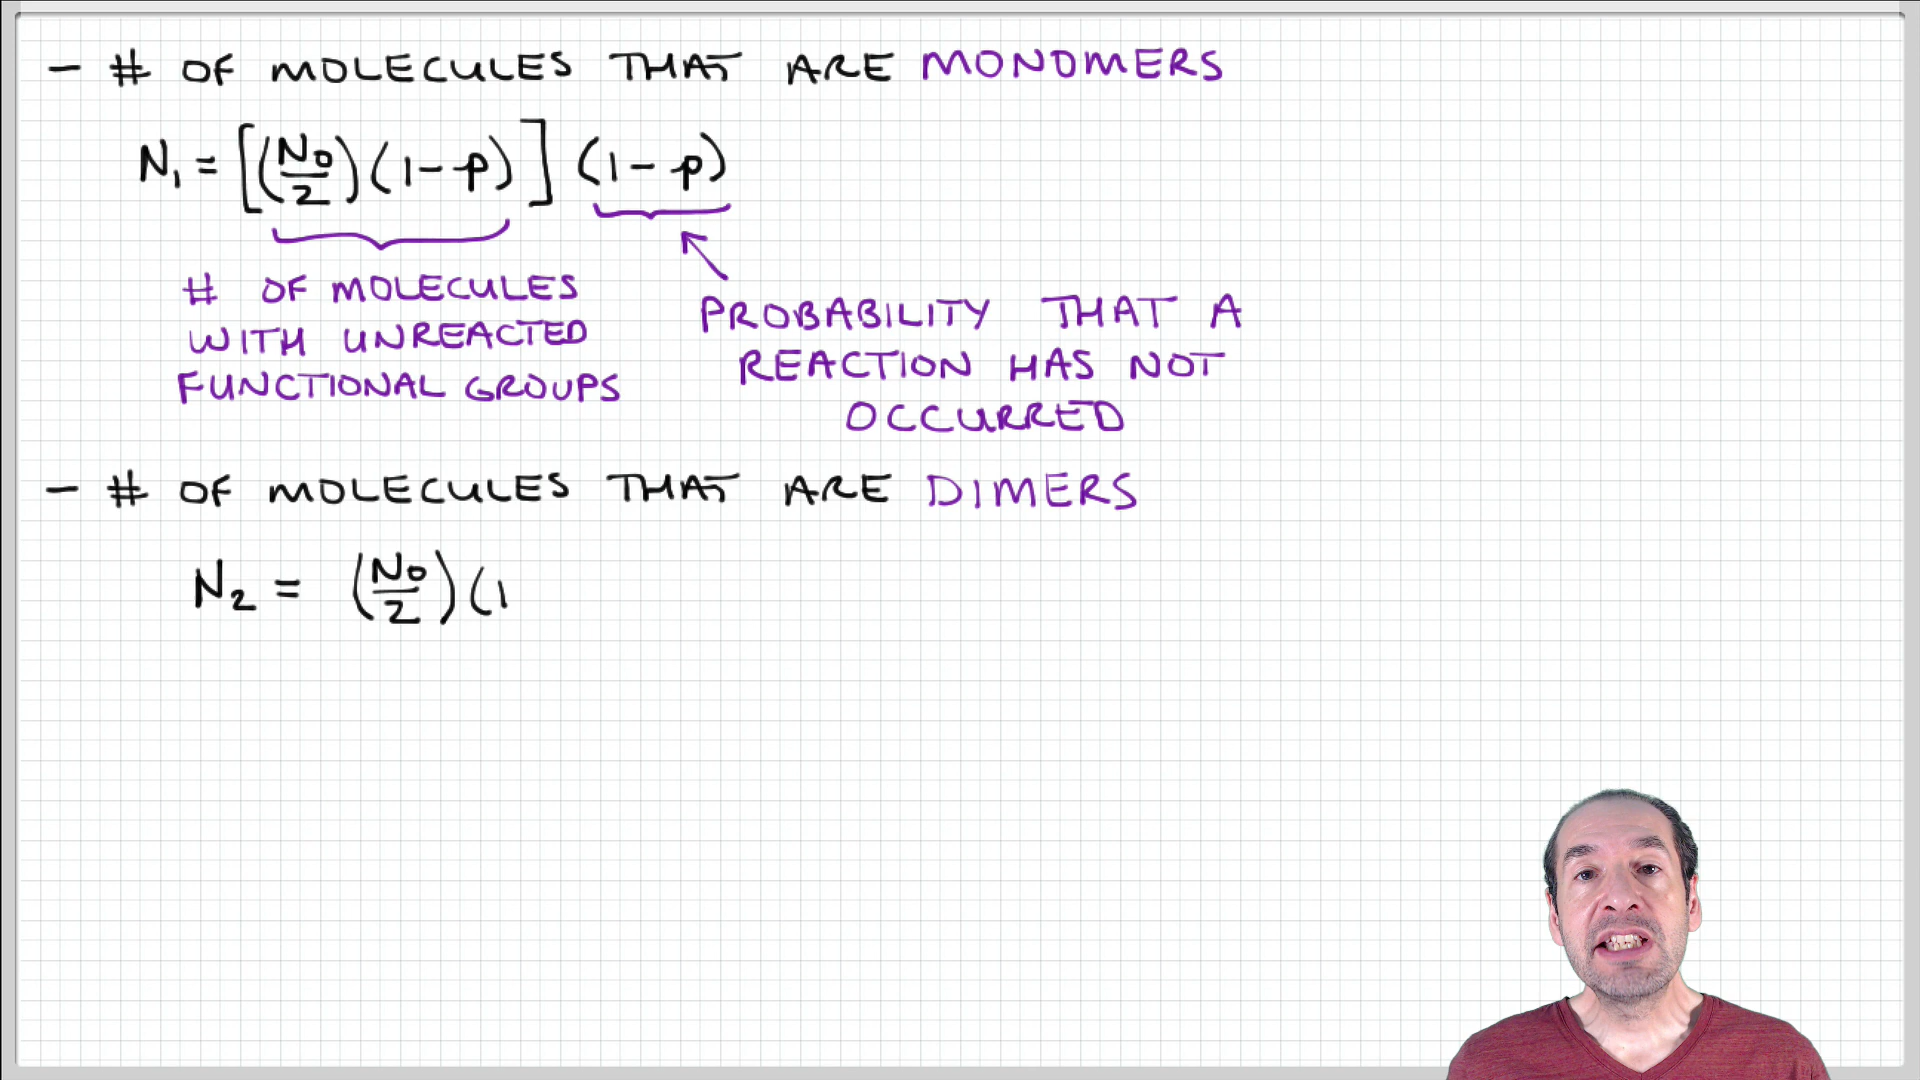 - # OF MOLECULES THAT ARE MONOMERS
N₁ = [(N₀/2)(1-p)](1-p)
# OF MOLECULES
WITH UNREACTED
FUNCTIONAL GROUPS
PROBABILITY THAT A
REACTION HAS NOT
OCCURRED
- # OF MOLECULES THAT ARE DIMERS
N₂ = (N₀/2)(1